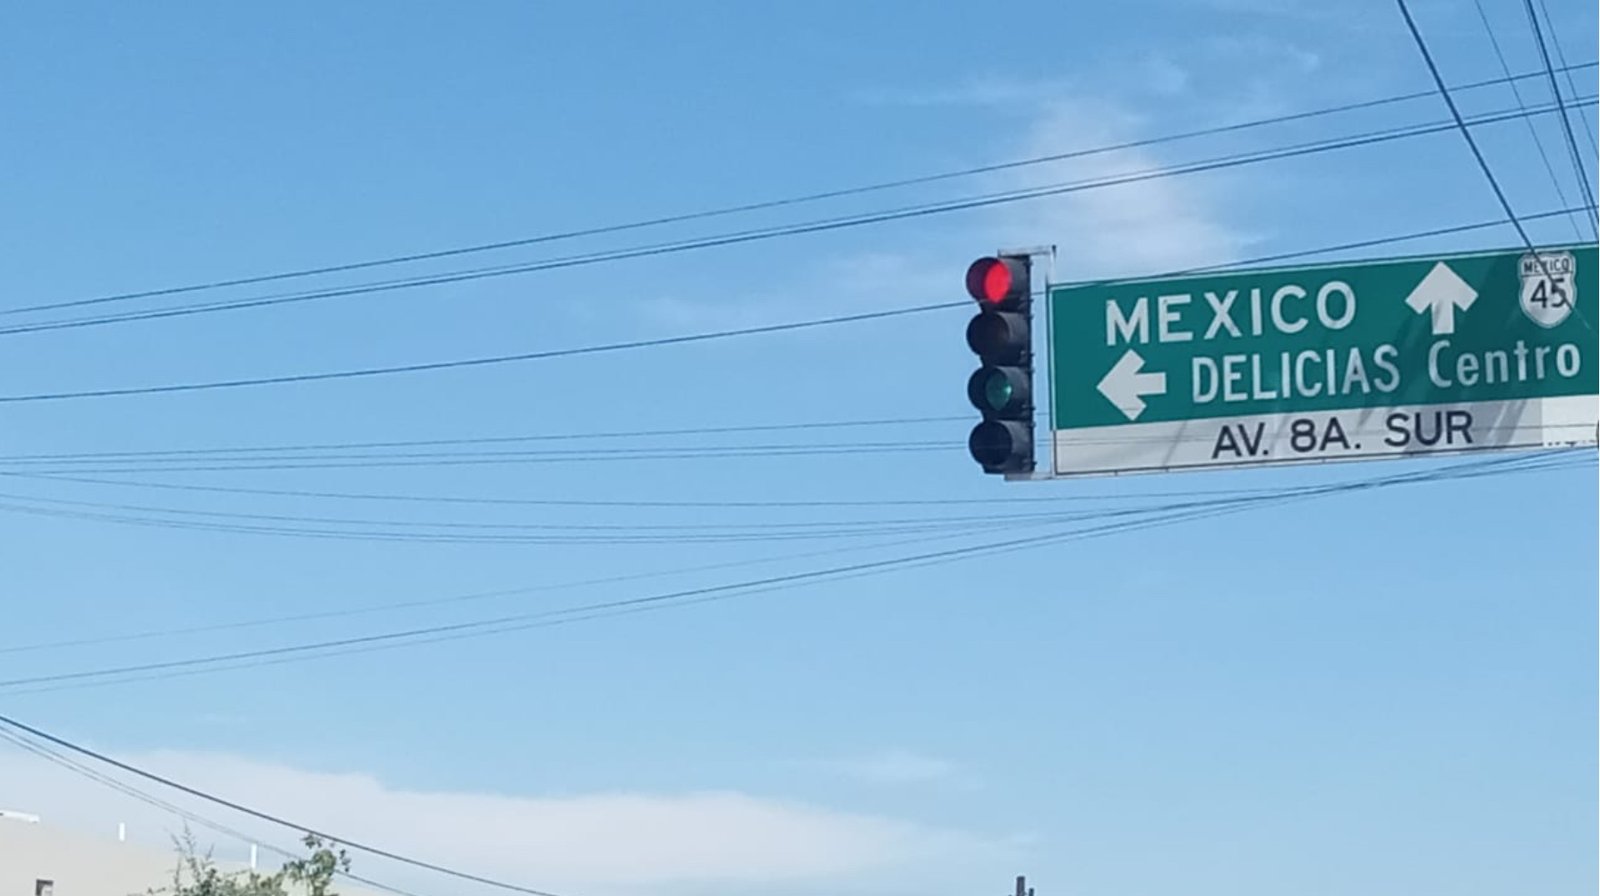 MEXICO
MEXICO
45
DELICIAS Centro
AV. 8A. SUR